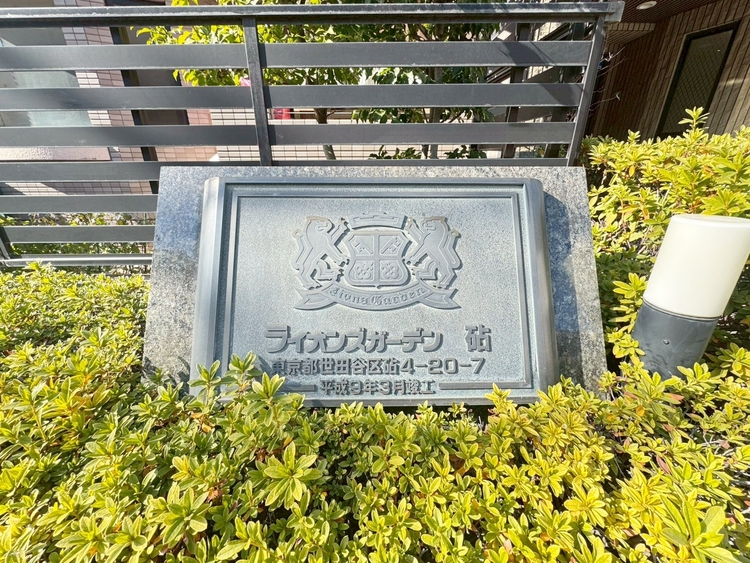 Lions Garden
ライオンズガーデン 砧
東京都世田谷区砧4-20-7
平成9年3月竣工